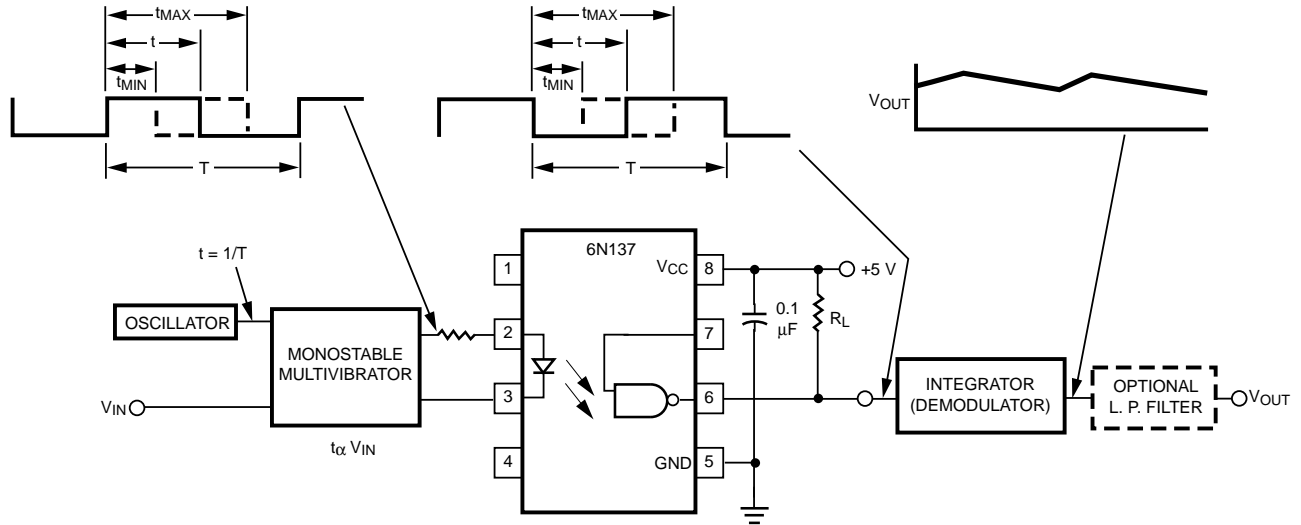 tMAX
t
tMIN
T
tMAX
t
tMIN
T
VOUT
t = 1/T
OSCILLATOR
MONOSTABLE
MULTIVIBRATOR
VIN
tα VIN
6N137
1
2
3
4
VCC 8
7
6
GND 5
+5 V
0.1
µF
RL
INTEGRATOR
(DEMODULATOR)
OPTIONAL
L. P. FILTER
VOUT